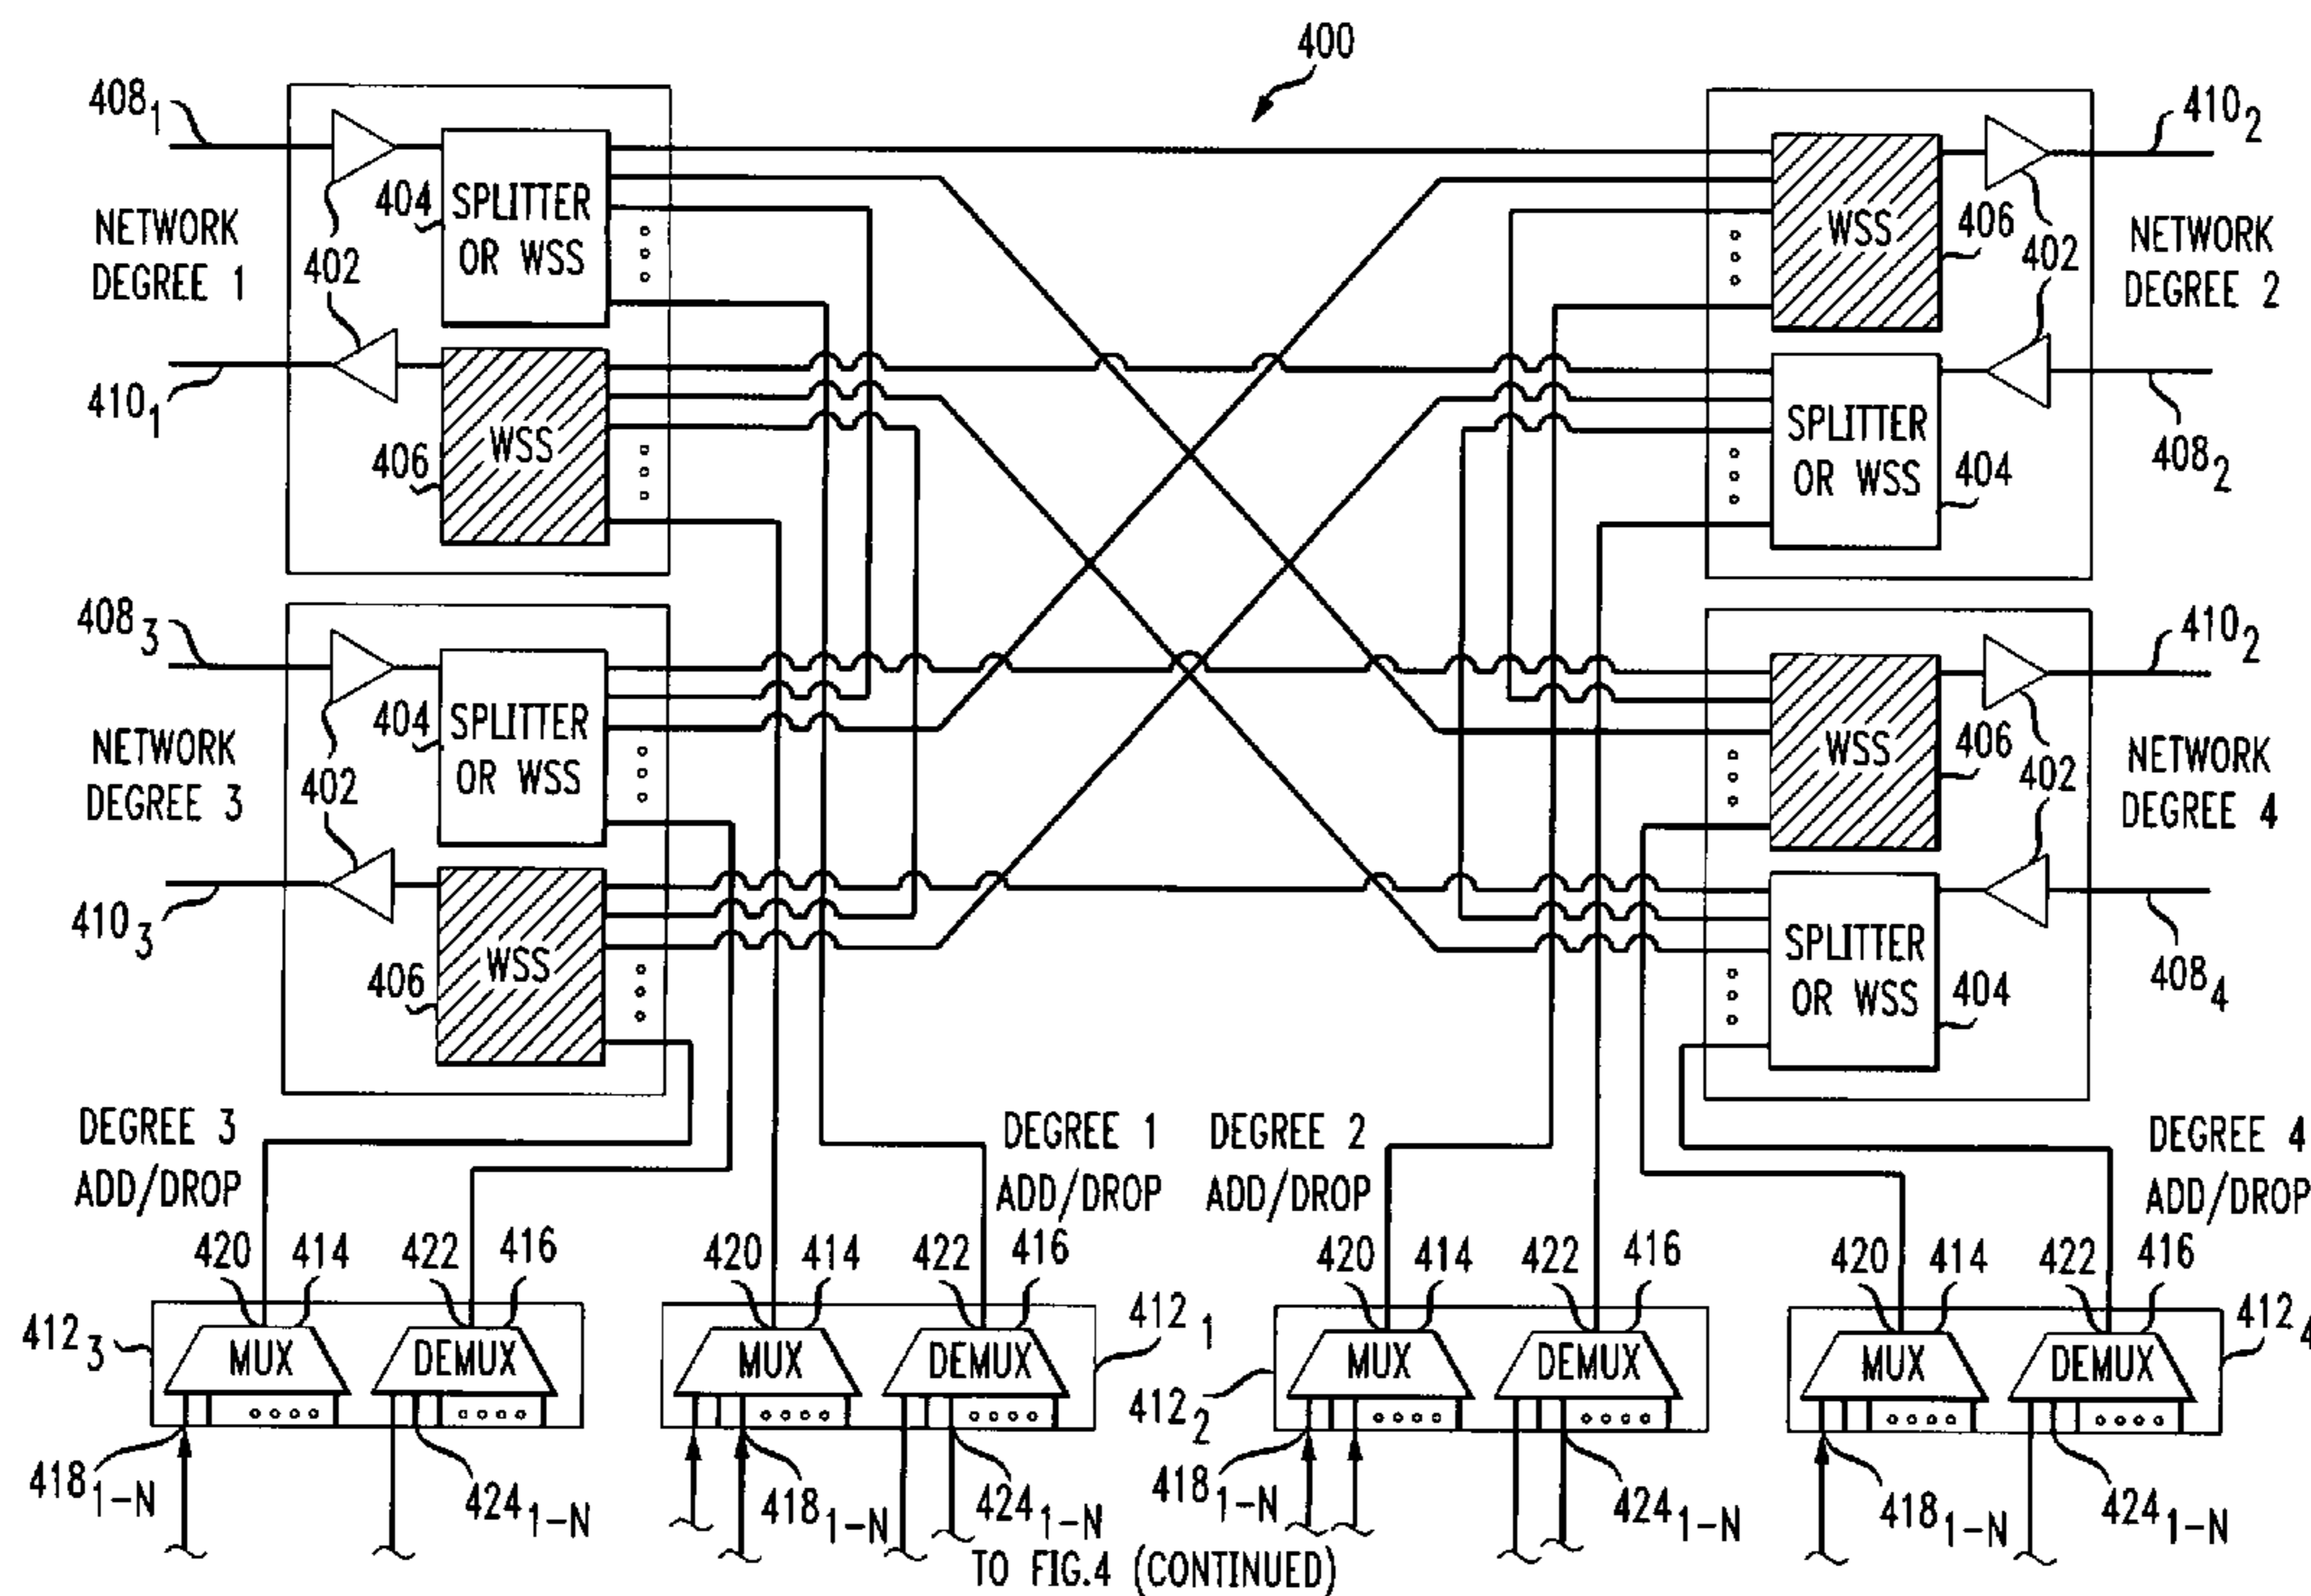 400
408₁
410₂
404
SPLITTER
OR WSS
WSS
402
406
NETWORK
DEGREE 1
402
NETWORK
DEGREE 2
402
410₁
406
WSS
SPLITTER
OR WSS
404
408₂
408₃
410₂
404
SPLITTER
OR WSS
WSS
402
406
NETWORK
DEGREE 3
402
NETWORK
DEGREE 4
402
410₃
406
WSS
SPLITTER
OR WSS
404
408₄
DEGREE 3
ADD/DROP
DEGREE 1
ADD/DROP
DEGREE 2
ADD/DROP
DEGREE 4
ADD/DROP
420 414 422 416
420 414 422 416
420 414 422 416
420 414 422 416
412₃
MUX
DEMUX
MUX
DEMUX
412₁
412₂
MUX
DEMUX
MUX
DEMUX
412₄
418₁₋N
424₁₋N
418₁₋N
424₁₋N
418₁₋N
424₁₋N
418₁₋N
424₁₋N
TO FIG.4 (CONTINUED)